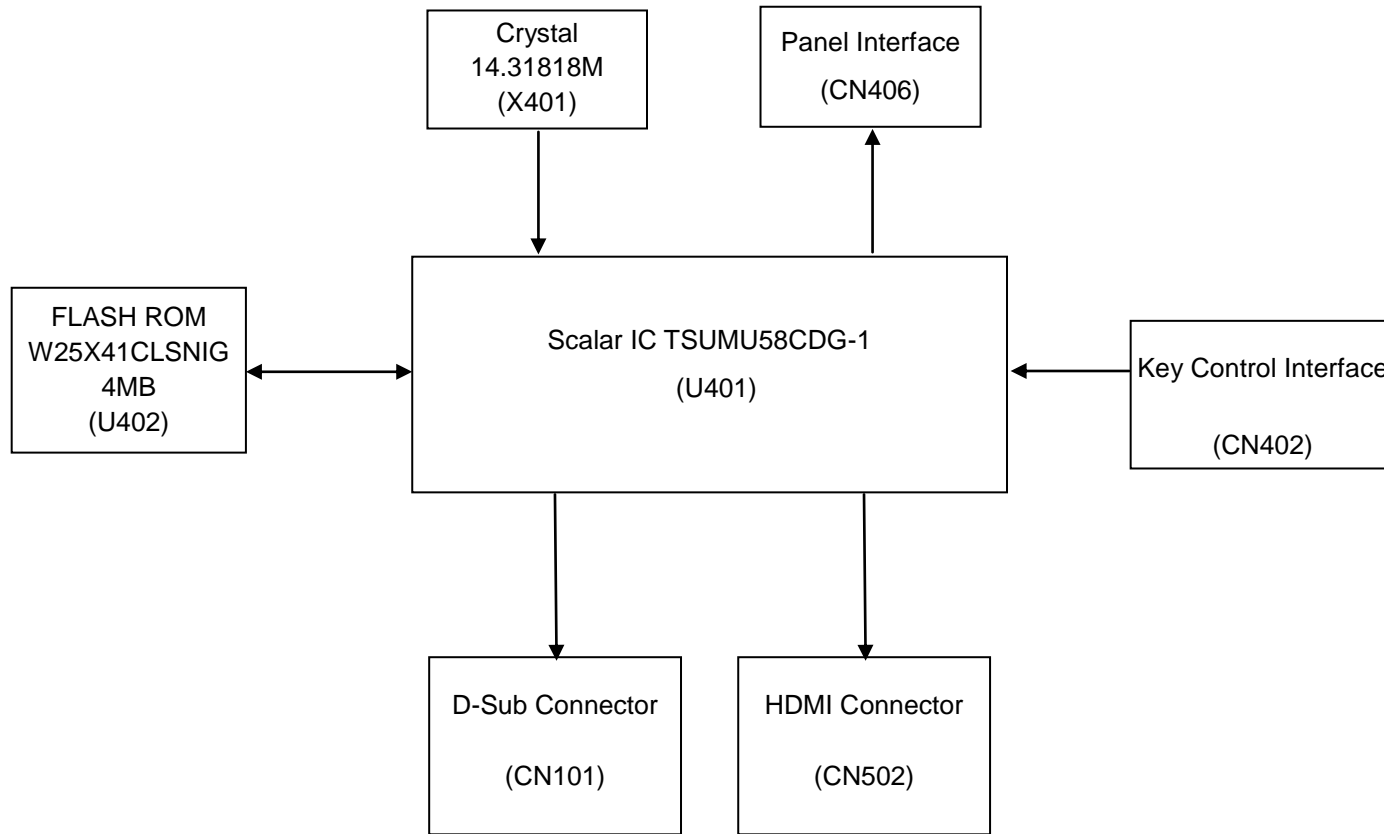 Crystal
14.31818M
(X401)
Panel Interface
(CN406)
FLASH ROM
W25X41CLSNIG
4MB
(U402)
Scalar IC TSUMU58CDG-1
(U401)
Key Control Interface
(CN402)
D-Sub Connector
(CN101)
HDMI Connector
(CN502)